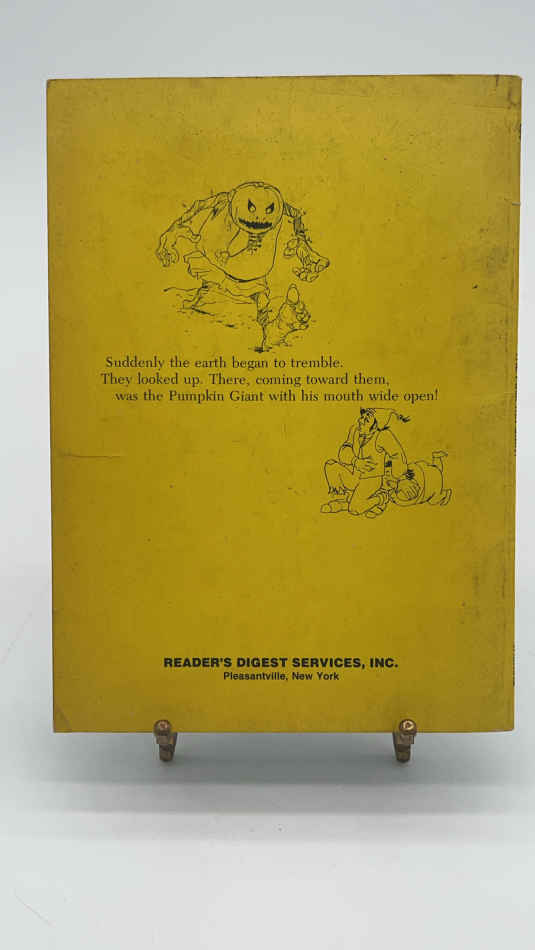 Suddenly the earth began to tremble.
They looked up. There, coming toward them,
was the Pumpkin Giant with his mouth wide open!
READER'S DIGEST SERVICES, INC.
Pleasantville, New York